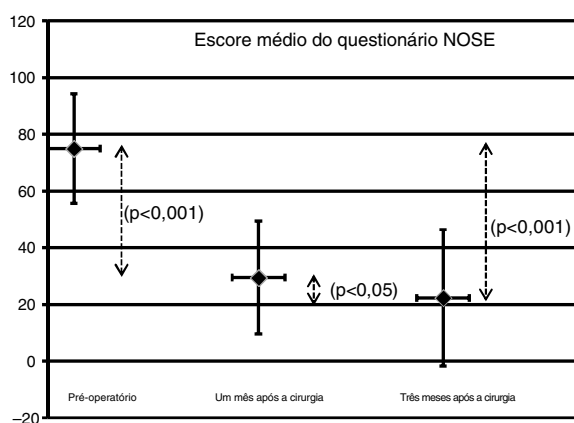 Escore médio do questionário NOSE
120
100
80
60
40
20
0
–20
(p<0,001)
(p<0,05)
(p<0,001)
Pré-operatório
Um mês após a cirurgia
Três meses após a cirurgia